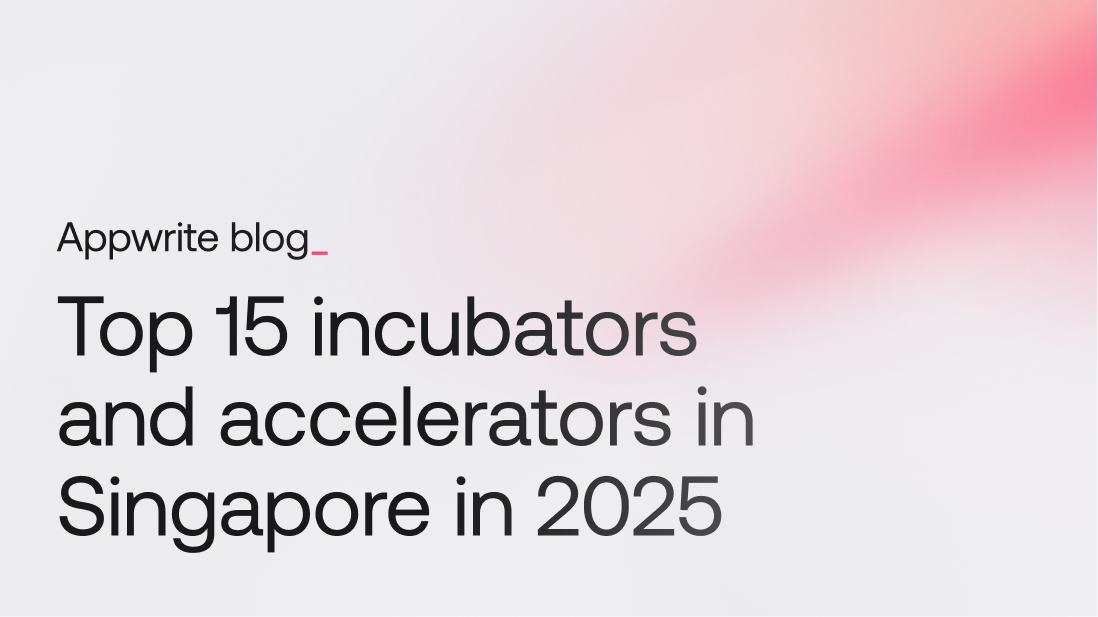 Appwrite blog_
Top 15 incubators
and accelerators in
Singapore in 2025